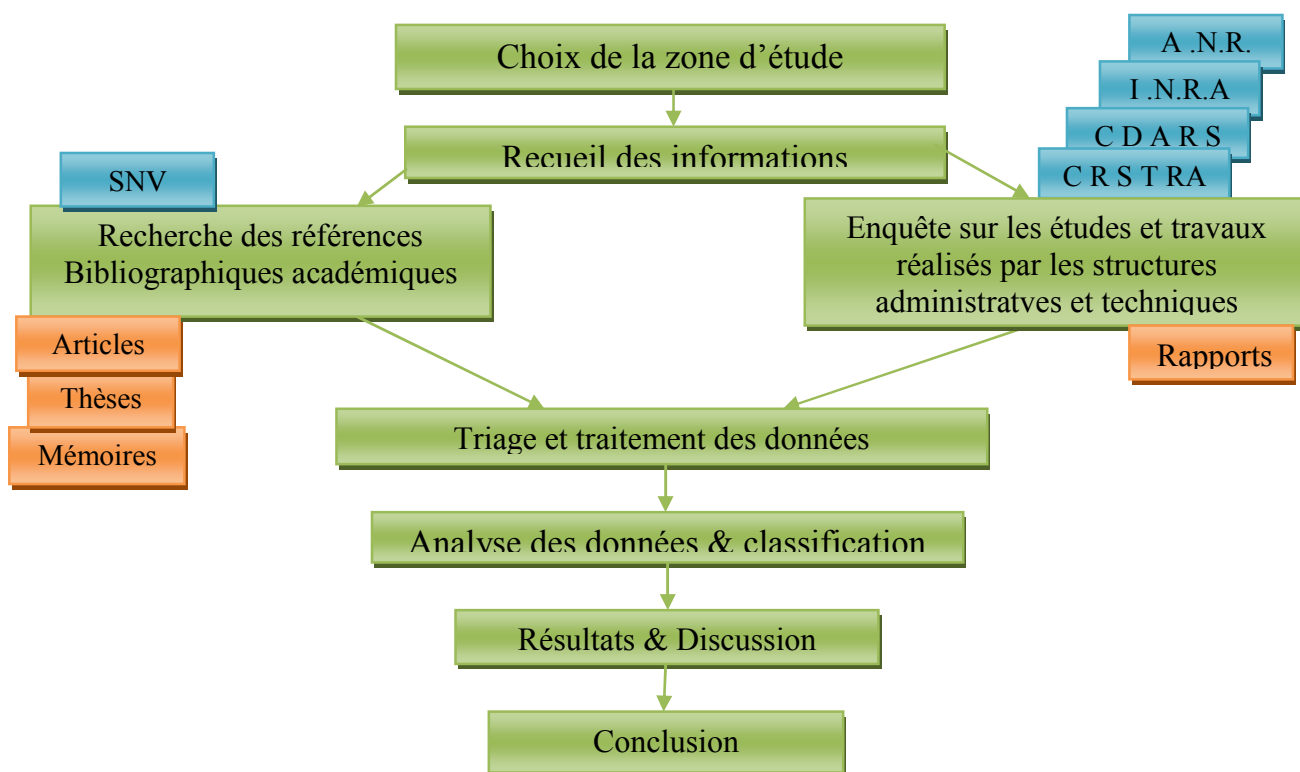 Choix de la zone d’étude
A .N.R.
I .N.R.A
C D A R S
C R S T RA
Recueil des informations
SNV
Recherche des références
Bibliographiques académiques
Enquête sur les études et travaux
réalisés par les structures
administratves et techniques
Articles
Thèses
Mémoires
Rapports
Triage et traitement des données
Analyse des données & classification
Résultats & Discussion
Conclusion